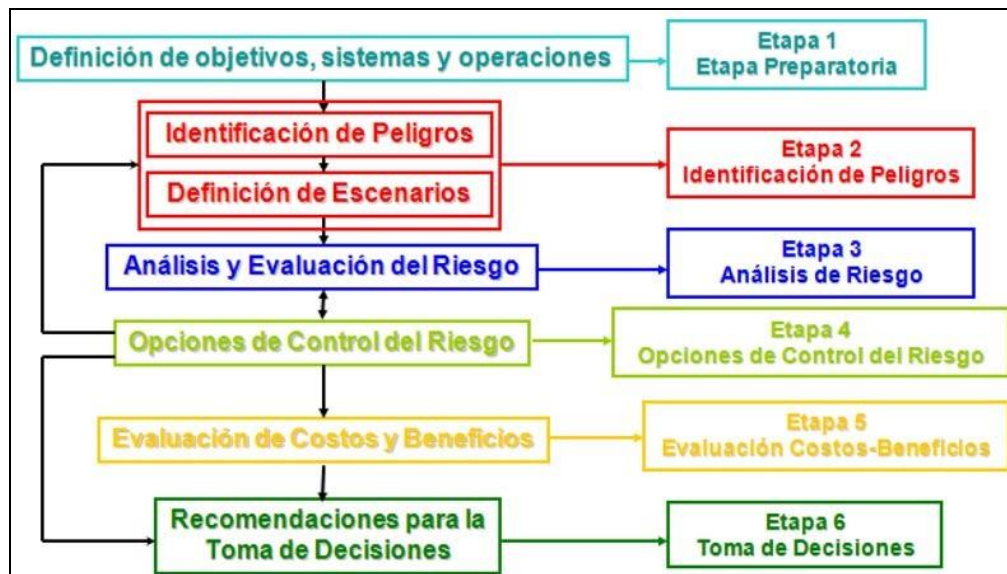 Definición de objetivos, sistemas y operaciones
Etapa 1
Etapa Preparatoria
Identificación de Peligros
Definición de Escenarios
Etapa 2
Identificación de Peligros
Análisis y Evaluación del Riesgo
Etapa 3
Análisis de Riesgo
Opciones de Control del Riesgo
Etapa 4
Opciones de Control del Riesgo
Evaluación de Costos y Beneficios
Etapa 5
Evaluación Costos-Beneficios
Recomendaciones para la
Toma de Decisiones
Etapa 6
Toma de Decisiones